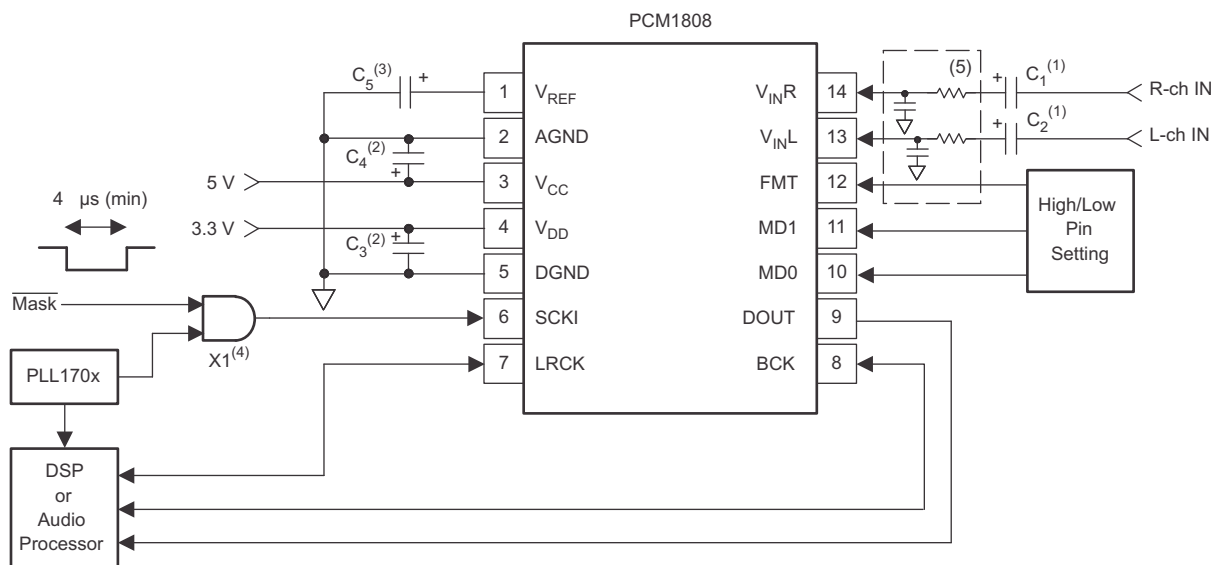 PCM1808
C5(3) +
1 VREF
2 AGND
C4(2)
+
5 V
3 VCC
3.3 V
4 VDD
C3(2) +
5 DGND
6 SCKI
7 LRCK
VINR 14
VINL 13
FMT 12
MD1 11
MD0 10
DOUT 9
BCK 8
(5)
+ C1(1)
R-ch IN
+ C2(1)
L-ch IN
High/Low
Pin
Setting
4 μs (min)
Mask
X1(4)
PLL170x
DSP
or
Audio
Processor